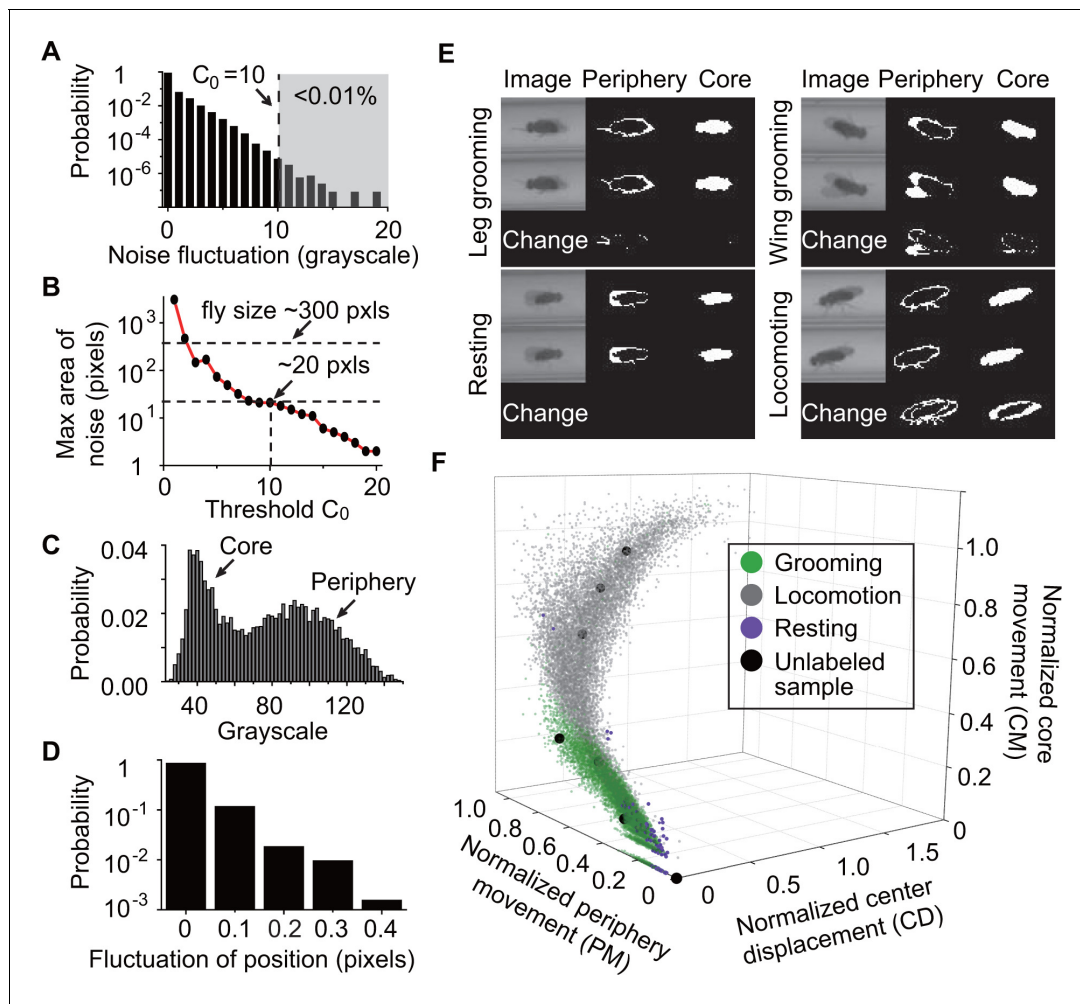 A
Probability
1
10-2
10-4
10-6
C0 =10
<0.01%
0
10
20
Noise fluctuation (grayscale)
B
Max area of
noise (pixels)
103
102
101
1
fly size ~300 pxls
~20 pxls
0
10
20
Threshold C0
C
Probability
0.04
0.02
0.00
Core
Periphery
40
80
120
Grayscale
D
Probability
1
10-1
10-2
10-3
0
0.1
0.2
0.3
0.4
Fluctuation of position (pixels)
E
Image Periphery Core
Leg grooming
Change
Image Periphery Core
Wing grooming
Change
Resting
Change
Locomoting
Change
F
Grooming
Locomotion
Resting
Unlabeled
sample
1.0
0.8
0.6
0.4
0.2
0
Normalized periphery
movement (PM)
0
0.5
1.0
1.5
Normalized center
displacement (CD)
1.0
0.8
0.6
0.4
0.2
0
Normalized core
movement (CM)